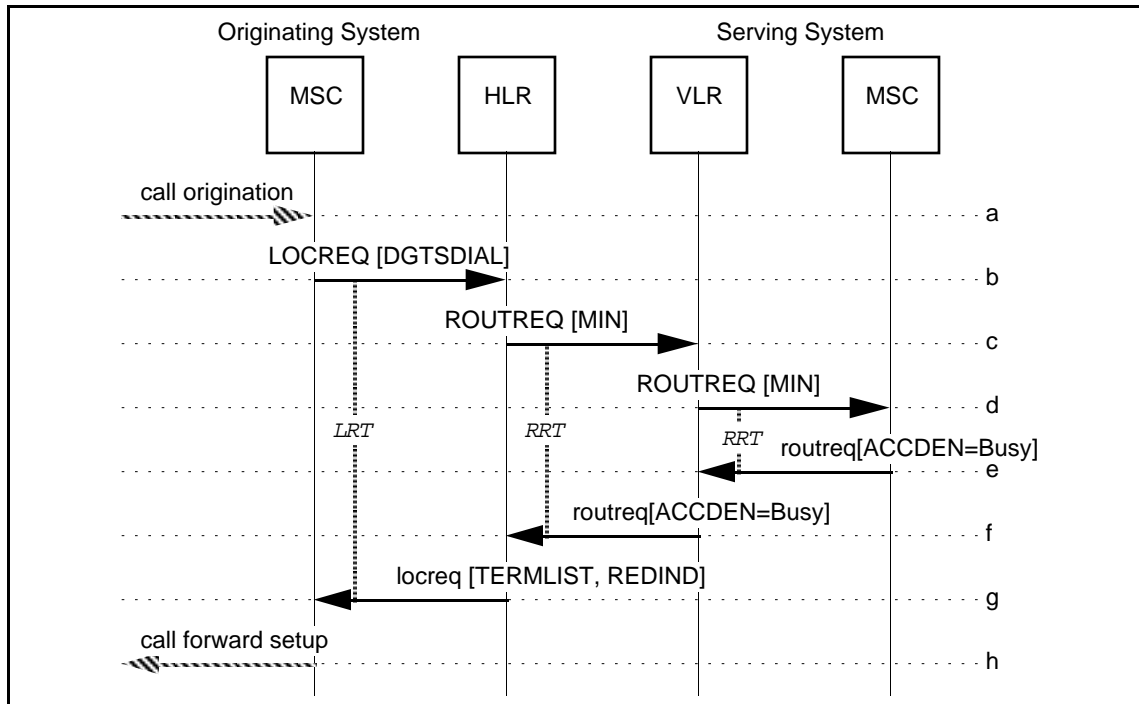 Originating System Serving System
MSC HLR VLR MSC
call origination
a
LOCREQ [DGTSDIAL]
b
ROUTREQ [MIN]
c
ROUTREQ [MIN]
d
LRT RRT RRT
routreq[ACCDEN=Busy]
e
routreq[ACCDEN=Busy]
f
locreq [TERMLIST, REDIND]
g
call forward setup
h